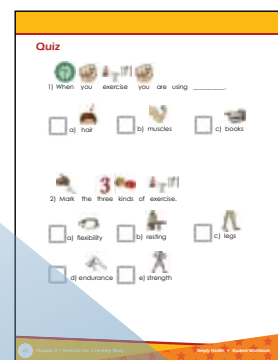 Quiz
1) When you exercise you are using ________.
a) hair b) muscles c) books
3
2) Mark the three kinds of exercise.
a) flexibility b) resting c) legs
d) endurance e) strength
Simply Health • Student Workbook